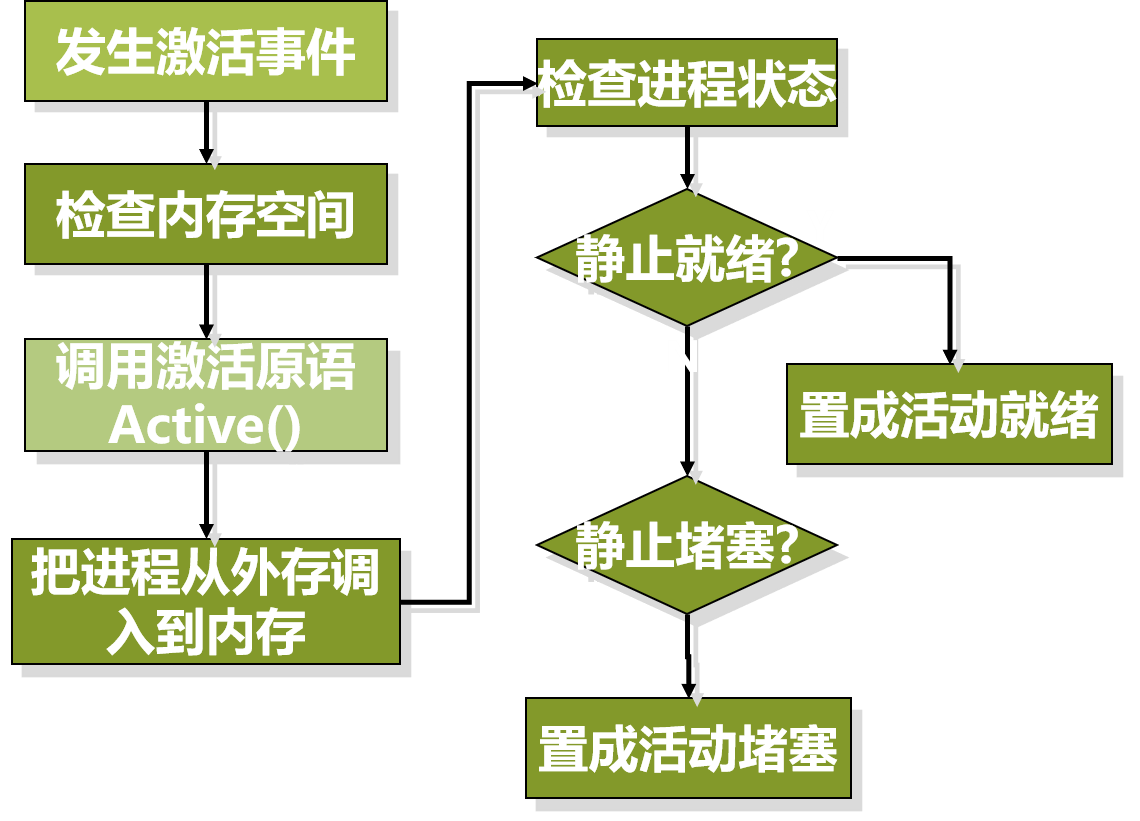 发生激活事件
检查内存空间
调用激活原语
Active()
把进程从外存调
入到内存
检查进程状态
静止就绪?
N
置成活动就绪
静止堵塞?
置成活动堵塞